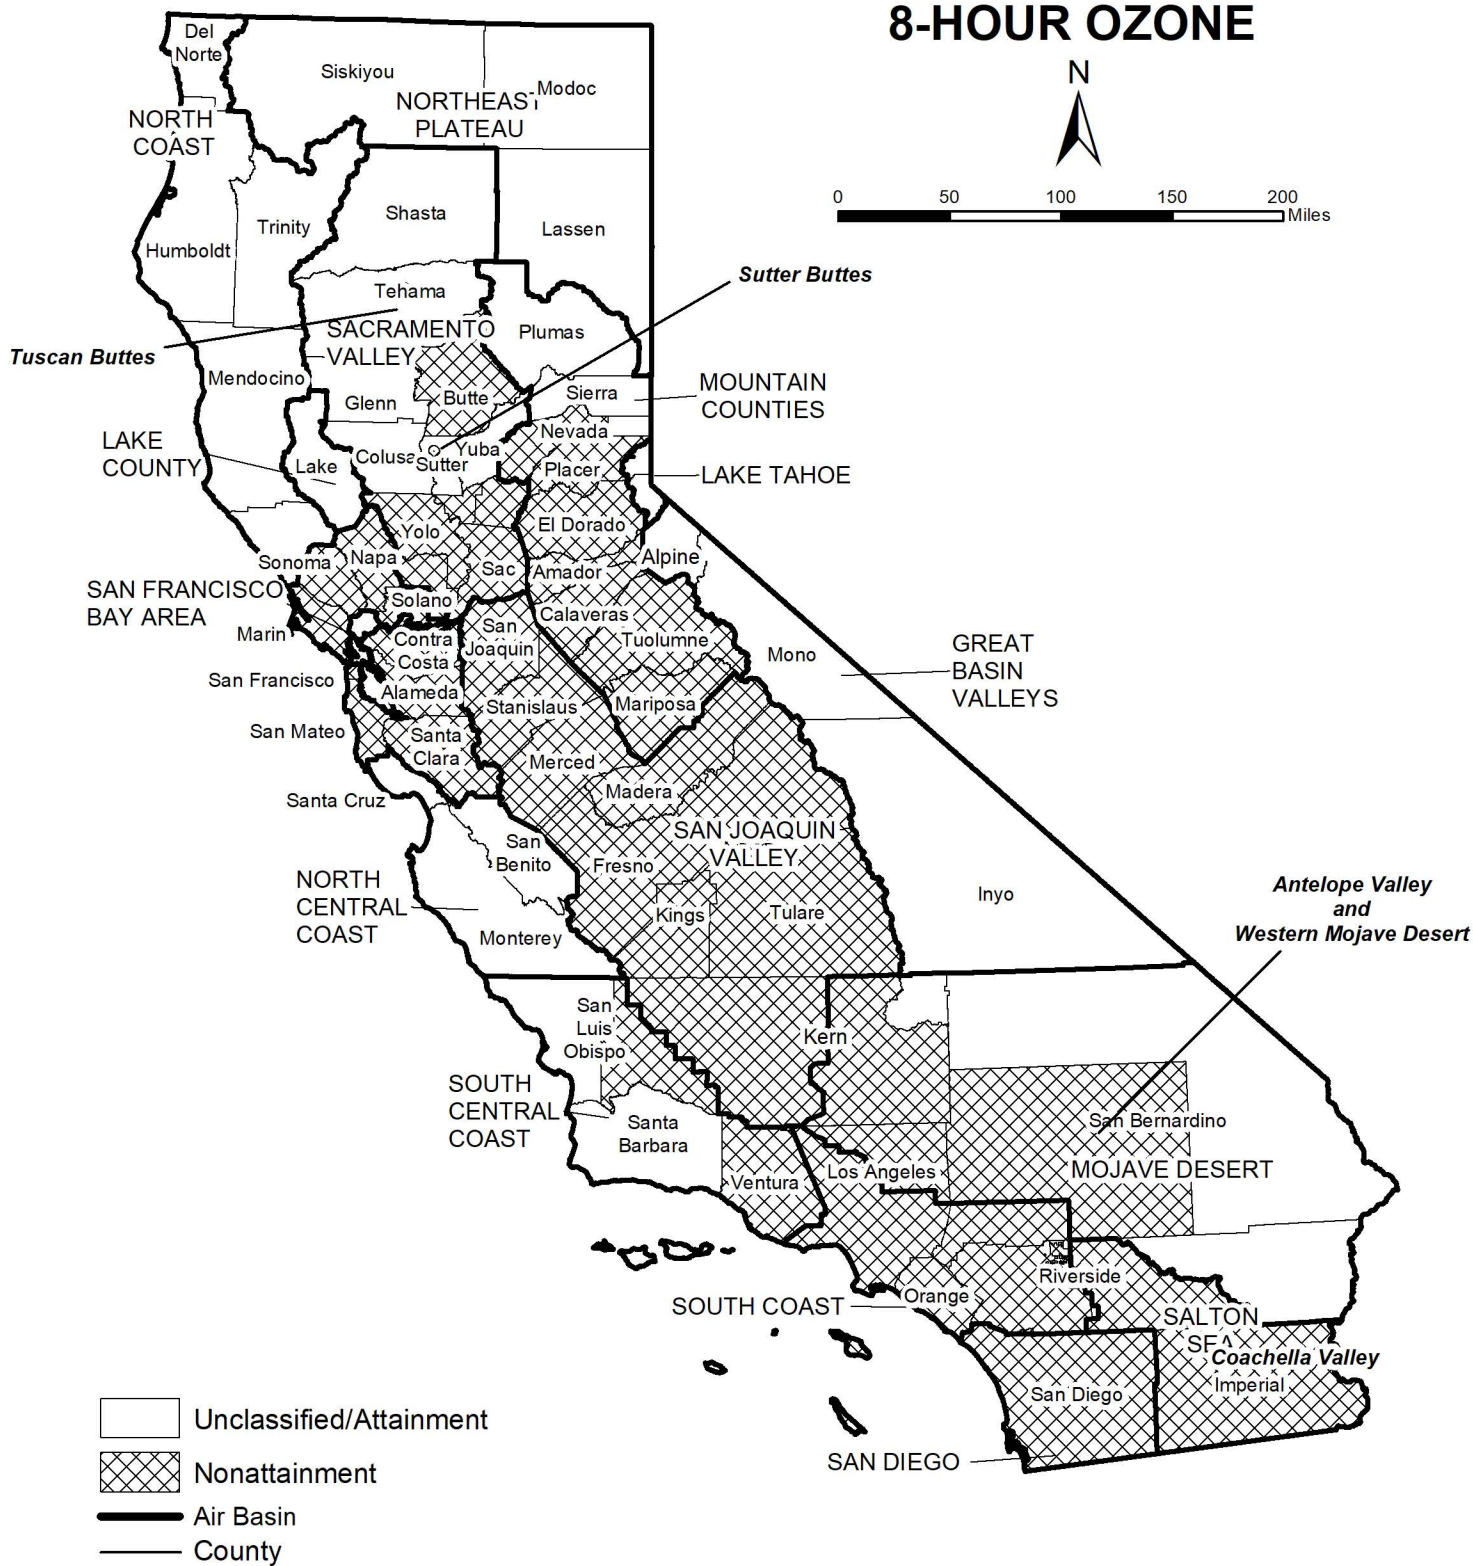 8-HOUR OZONE
N
0 50 100 150 200
Miles
Del
Norte
Siskiyou
Modoc
NORTHEAST
PLATEAU
NORTH
COAST
Shasta
Trinity
Lassen
Humboldt
Sutter Buttes
Tehama
SACRAMENTO
VALLEY
Plumas
Tuscan Buttes
Mendocino
MOUNTAIN
COUNTIES
Sierra
Butte
Glenn
Nevada
LAKE
COUNTY
Lake
Colusa
Sutter
Yuba
Placer
LAKE TAHOE
Yolo
El Dorado
Sonoma
Napa
Sac
Amador
Alpine
SAN FRANCISCO
BAY AREA
Solano
Calaveras
Marin
Contra
Costa
San
Joaquin
Tuolumne
Mono
GREAT
BASIN
VALLEYS
San Francisco
Alameda
Stanislaus
Mariposa
San Mateo
Santa
Clara
Merced
Madera
Santa Cruz
SAN JOAQUIN
VALLEY
San
Benito
Fresno
NORTH
CENTRAL
COAST
Kings
Tulare
Inyo
Antelope Valley
and
Western Mojave Desert
Monterey
San
Luis
Obispo
Kern
SOUTH
CENTRAL
COAST
Santa
Barbara
San Bernardino
Ventura
Los Angeles
MOJAVE DESERT
Riverside
Orange
SOUTH COAST
SALTON
SEA
Coachella Valley
Imperial
San Diego
SAN DIEGO
Unclassified/Attainment
Nonattainment
Air Basin
County